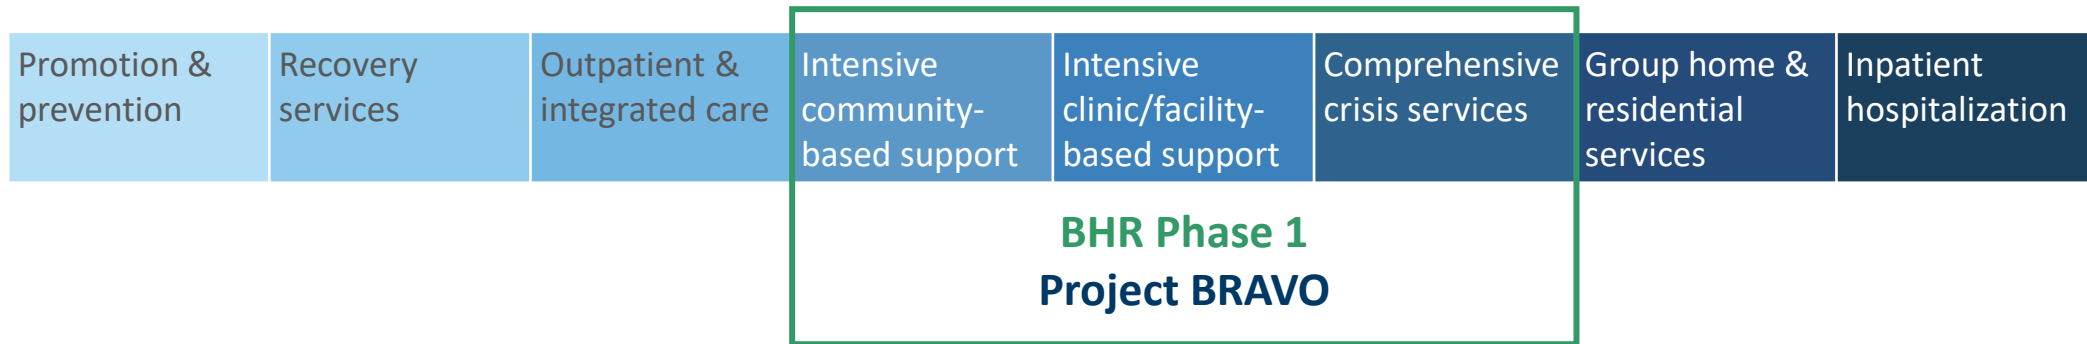 Promotion &
prevention
Recovery
services
Outpatient &
integrated care
Intensive
community-
based support
Intensive
clinic/facility-
based support
Comprehensive
crisis services
Group home &
residential
services
Inpatient
hospitalization
BHR Phase 1
Project BRAVO